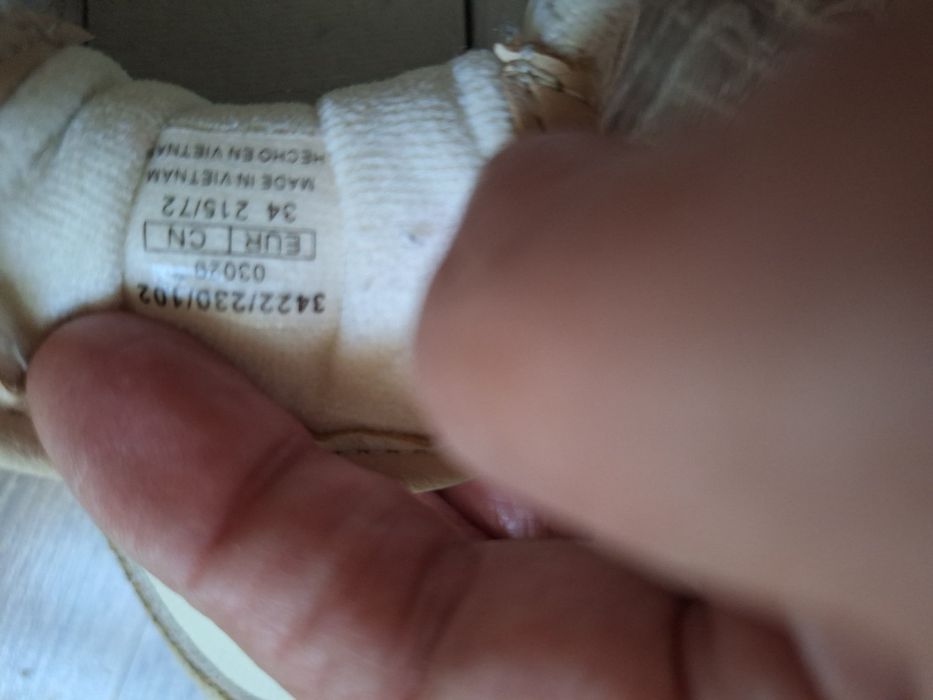 3422/230/102
03020
EUR CN
34 215/72
MADE IN VIETNAM
HECHO EN VIETNAM